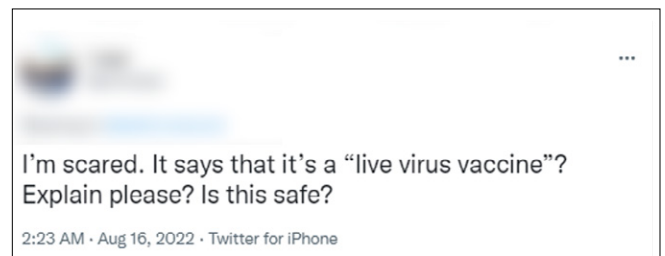 I'm scared. It says that it's a “live virus vaccine”?
Explain please? Is this safe?
2:23 AM · Aug 16, 2022 · Twitter for iPhone